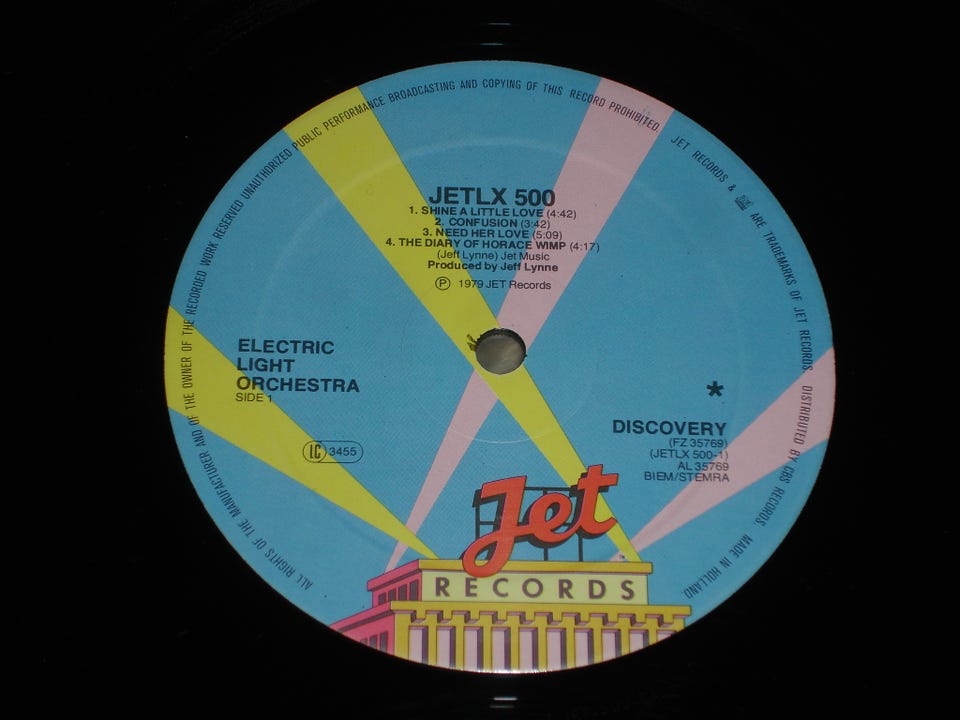 ALL RIGHTS OF THE MANUFACTURER AND OF THE OWNER OF THE RECORDED WORK RESERVED UNAUTHORIZED PUBLIC PERFORMANCE BROADCASTING AND COPYING OF THIS RECORD PROHIBITED
JET RECORDS & ARE TRADEMARKS OF JET RECORDS. DISTRIBUTED BY CBS RECORDS. MADE IN HOLLAND.
JETLX 500
1. SHINE A LITTLE LOVE (4:42)
2. CONFUSION (3:42)
3. NEED HER LOVE (5:09)
4. THE DIARY OF HORACE WIMP (4:17)
(Jeff Lynne) Jet Music
Produced by Jeff Lynne
Ⓟ 1979 JET Records
ELECTRIC
LIGHT
ORCHESTRA
SIDE 1
LC 3455
*
DISCOVERY
(FZ 35769)
(JETLX 500-1)
AL 35769
BIEM/STEMRA
Jet
RECORDS